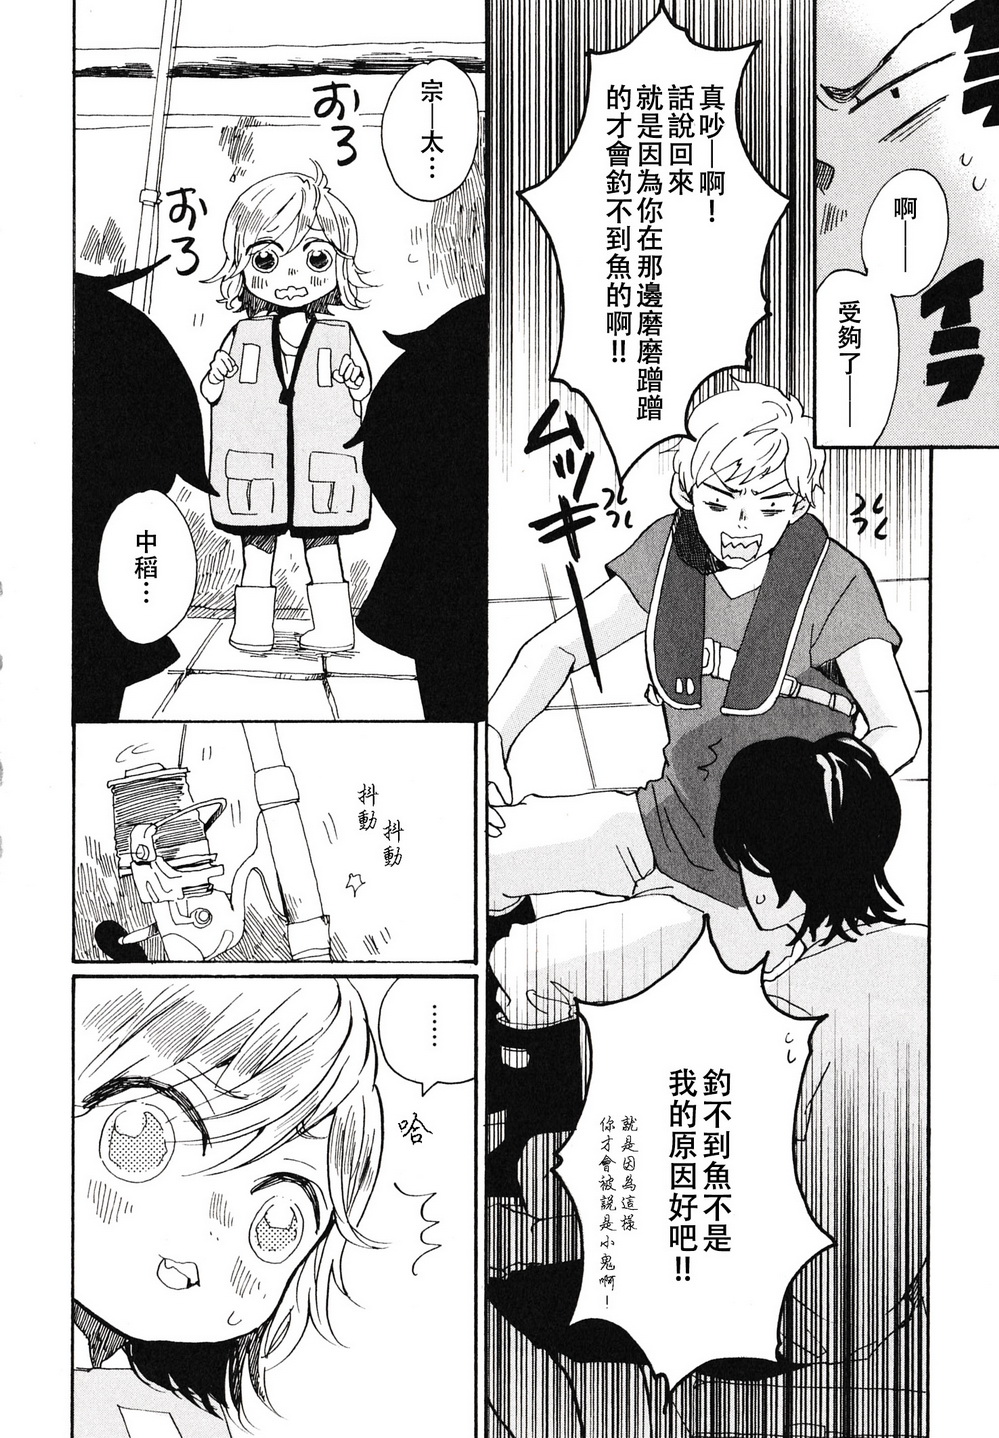 イラ
イラ
啊——
受夠了——
真吵—啊！
話說回來
就是因為你在那邊磨磨蹭蹭
的才會釣不到魚的啊!!
ムッキー
釣不到魚不是
我的原因好吧!!
就是因為這樣
你才會被說是小鬼啊！
宗—太…
おろ
おろ
中稻…
抖動
抖動
……
哈